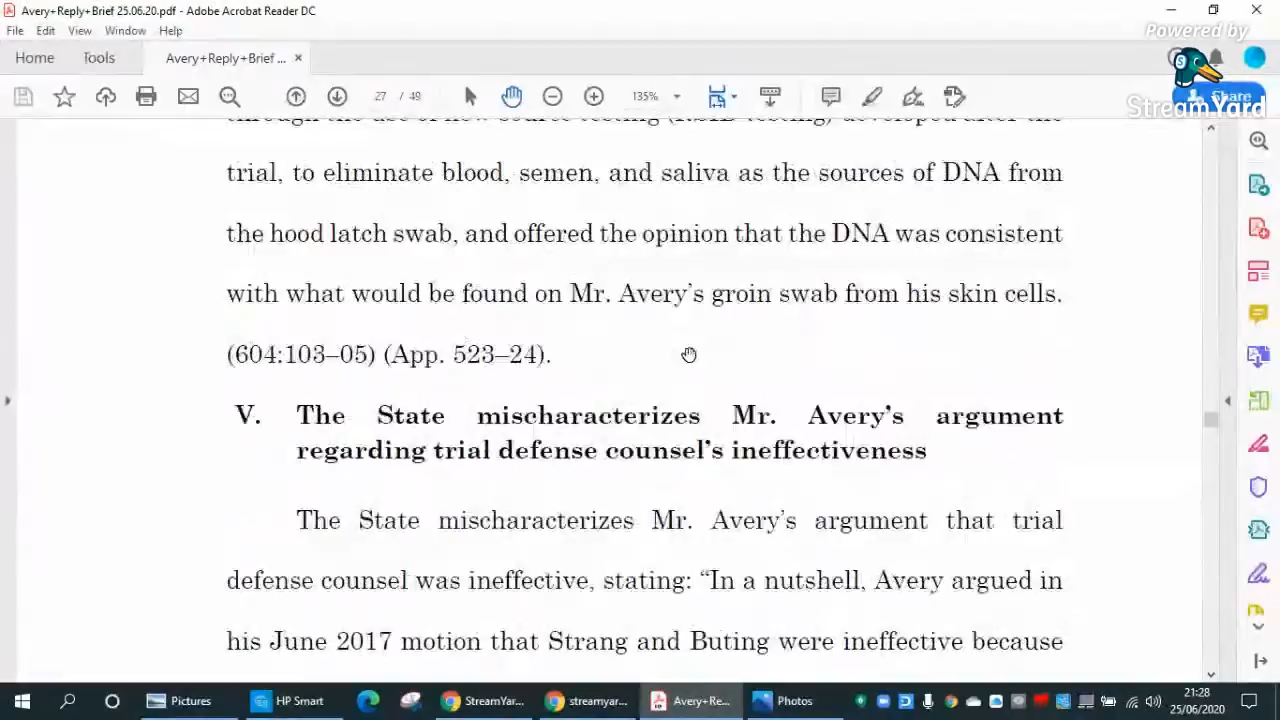 Avery+Reply+Brief 25.06.20.pdf - Adobe Acrobat Reader DC
File Edit View Window Help
Powered by
Home Tools Avery+Reply+Brief ... ×
StreamYard
27 / 49 135% Share
trial, to eliminate blood, semen, and saliva as the sources of DNA from
the hood latch swab, and offered the opinion that the DNA was consistent
with what would be found on Mr. Avery’s groin swab from his skin cells.
(604:103–05) (App. 523–24).
V. The State mischaracterizes Mr. Avery’s argument
regarding trial defense counsel’s ineffectiveness
The State mischaracterizes Mr. Avery’s argument that trial
defense counsel was ineffective, stating: “In a nutshell, Avery argued in
his June 2017 motion that Strang and Buting were ineffective because
Pictures HP Smart StreamYar... streamyar... Avery+Re... Photos 21:28
25/06/2020